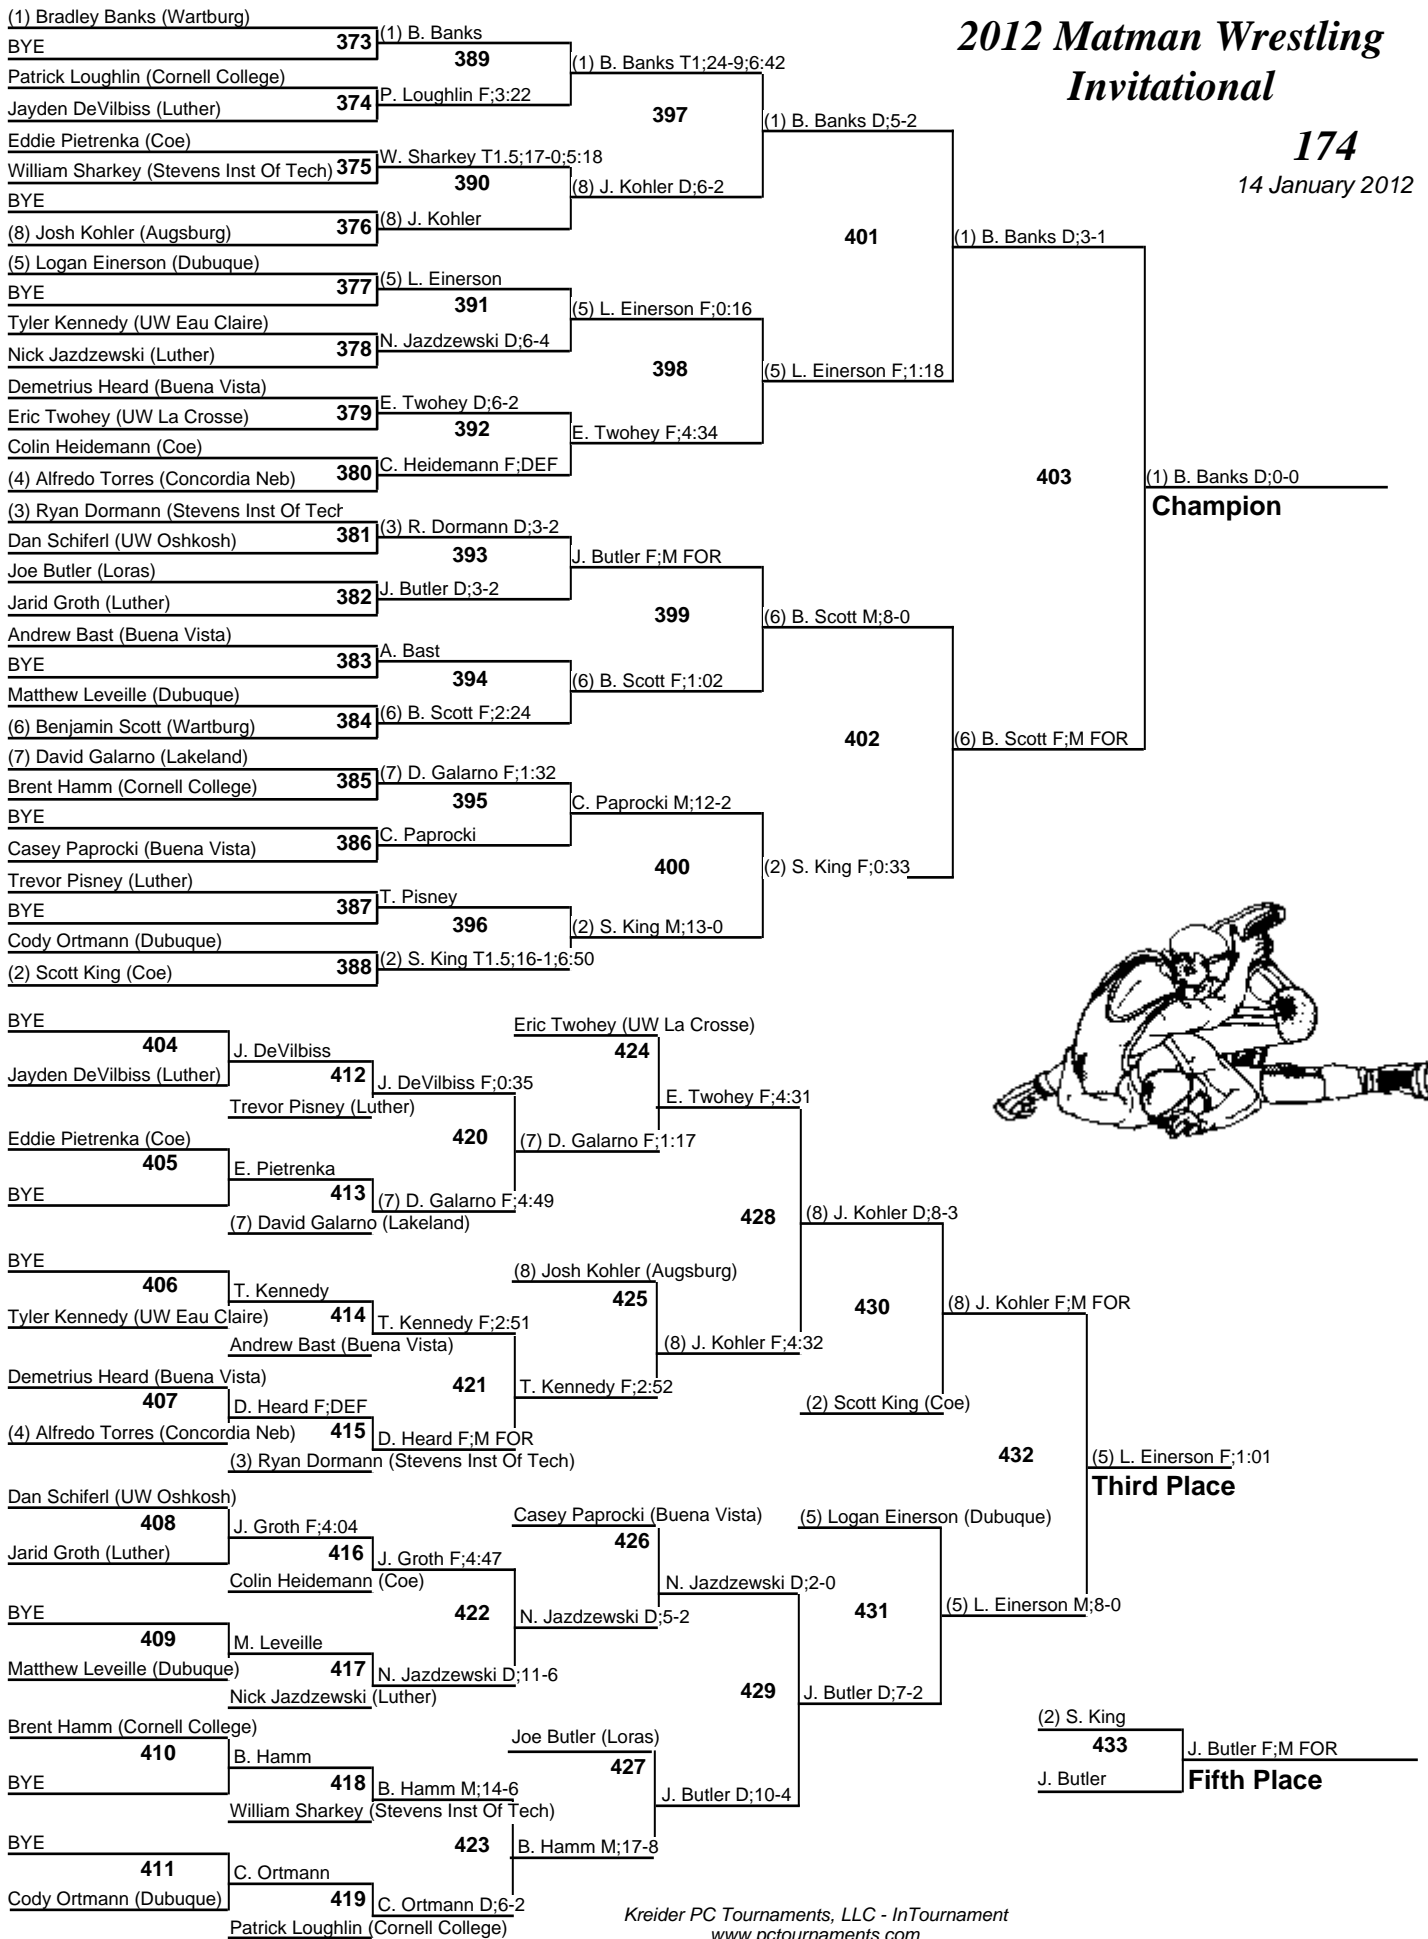 2012 Matman Wrestling
Invitational
174
14 January 2012
(1) Bradley Banks (Wartburg)
BYE
373
(1) B. Banks
389
Patrick Loughlin (Cornell College)
Jayden DeVilbiss (Luther)
374
P. Loughlin F;3:22
(1) B. Banks T1;24-9;6:42
397
Eddie Pietrenka (Coe)
William Sharkey (Stevens Inst Of Tech)
375
W. Sharkey T1.5;17-0;5:18
390
BYE
(8) Josh Kohler (Augsburg)
376
(8) J. Kohler
(8) J. Kohler D;6-2
(1) B. Banks D;5-2
401
(5) Logan Einerson (Dubuque)
BYE
377
(5) L. Einerson
391
Tyler Kennedy (UW Eau Claire)
Nick Jazdzewski (Luther)
378
N. Jazdzewski D;6-4
(5) L. Einerson F;0:16
398
Demetrius Heard (Buena Vista)
Eric Twohey (UW La Crosse)
379
E. Twohey D;6-2
392
Colin Heidemann (Coe)
(4) Alfredo Torres (Concordia Neb)
380
C. Heidemann F;DEF
E. Twohey F;4:34
(5) L. Einerson F;1:18
(1) B. Banks D;3-1
403
(1) B. Banks D;0-0
Champion
(3) Ryan Dormann (Stevens Inst Of Tech
Dan Schiferl (UW Oshkosh)
381
(3) R. Dormann D;3-2
393
Joe Butler (Loras)
Jarid Groth (Luther)
382
J. Butler D;3-2
J. Butler F;M FOR
399
Andrew Bast (Buena Vista)
BYE
383
A. Bast
394
Matthew Leveille (Dubuque)
(6) Benjamin Scott (Wartburg)
384
(6) B. Scott F;2:24
(6) B. Scott F;1:02
(6) B. Scott M;8-0
402
(6) B. Scott F;M FOR
(7) David Galarno (Lakeland)
Brent Hamm (Cornell College)
385
(7) D. Galarno F;1:32
395
BYE
Casey Paprocki (Buena Vista)
386
C. Paprocki
C. Paprocki M;12-2
400
(2) S. King F;0:33
Trevor Pisney (Luther)
BYE
387
T. Pisney
396
Cody Ortmann (Dubuque)
(2) Scott King (Coe)
388
(2) S. King T1.5;16-1;6:50
(2) S. King M;13-0
BYE
404
Jayden DeVilbiss (Luther)
J. DeVilbiss
412
Trevor Pisney (Luther)
J. DeVilbiss F;0:35
420
Eddie Pietrenka (Coe)
405
BYE
E. Pietrenka
413
(7) David Galarno (Lakeland)
(7) D. Galarno F;4:49
Eric Twohey (UW La Crosse)
424
(7) D. Galarno F;1:17
E. Twohey F;4:31
428
BYE
406
Tyler Kennedy (UW Eau Claire)
T. Kennedy
414
Andrew Bast (Buena Vista)
T. Kennedy F;2:51
421
Demetrius Heard (Buena Vista)
407
(4) Alfredo Torres (Concordia Neb)
D. Heard F;DEF
415
(3) Ryan Dormann (Stevens Inst Of Tech)
D. Heard F;M FOR
(8) Josh Kohler (Augsburg)
425
T. Kennedy F;2:52
(8) J. Kohler F;4:32
(8) J. Kohler D;8-3
430
(2) Scott King (Coe)
(8) J. Kohler F;M FOR
432
(5) L. Einerson F;1:01
Third Place
Dan Schiferl (UW Oshkosh)
408
Jarid Groth (Luther)
J. Groth F;4:04
416
Colin Heidemann (Coe)
J. Groth F;4:47
422
BYE
409
Matthew Leveille (Dubuque)
M. Leveille
417
Nick Jazdzewski (Luther)
N. Jazdzewski D;11-6
Casey Paprocki (Buena Vista)
426
N. Jazdzewski D;5-2
N. Jazdzewski D;2-0
429
(5) Logan Einerson (Dubuque)
431
J. Butler D;7-2
(5) L. Einerson M;8-0
Brent Hamm (Cornell College)
410
BYE
B. Hamm
418
William Sharkey (Stevens Inst Of Tech)
B. Hamm M;14-6
423
BYE
411
Cody Ortmann (Dubuque)
C. Ortmann
419
Patrick Loughlin (Cornell College)
C. Ortmann D;6-2
Joe Butler (Loras)
427
B. Hamm M;17-8
J. Butler D;10-4
(2) S. King
433
J. Butler
J. Butler F;M FOR
Fifth Place
Kreider PC Tournaments, LLC - InTournament
www.pctournaments.com